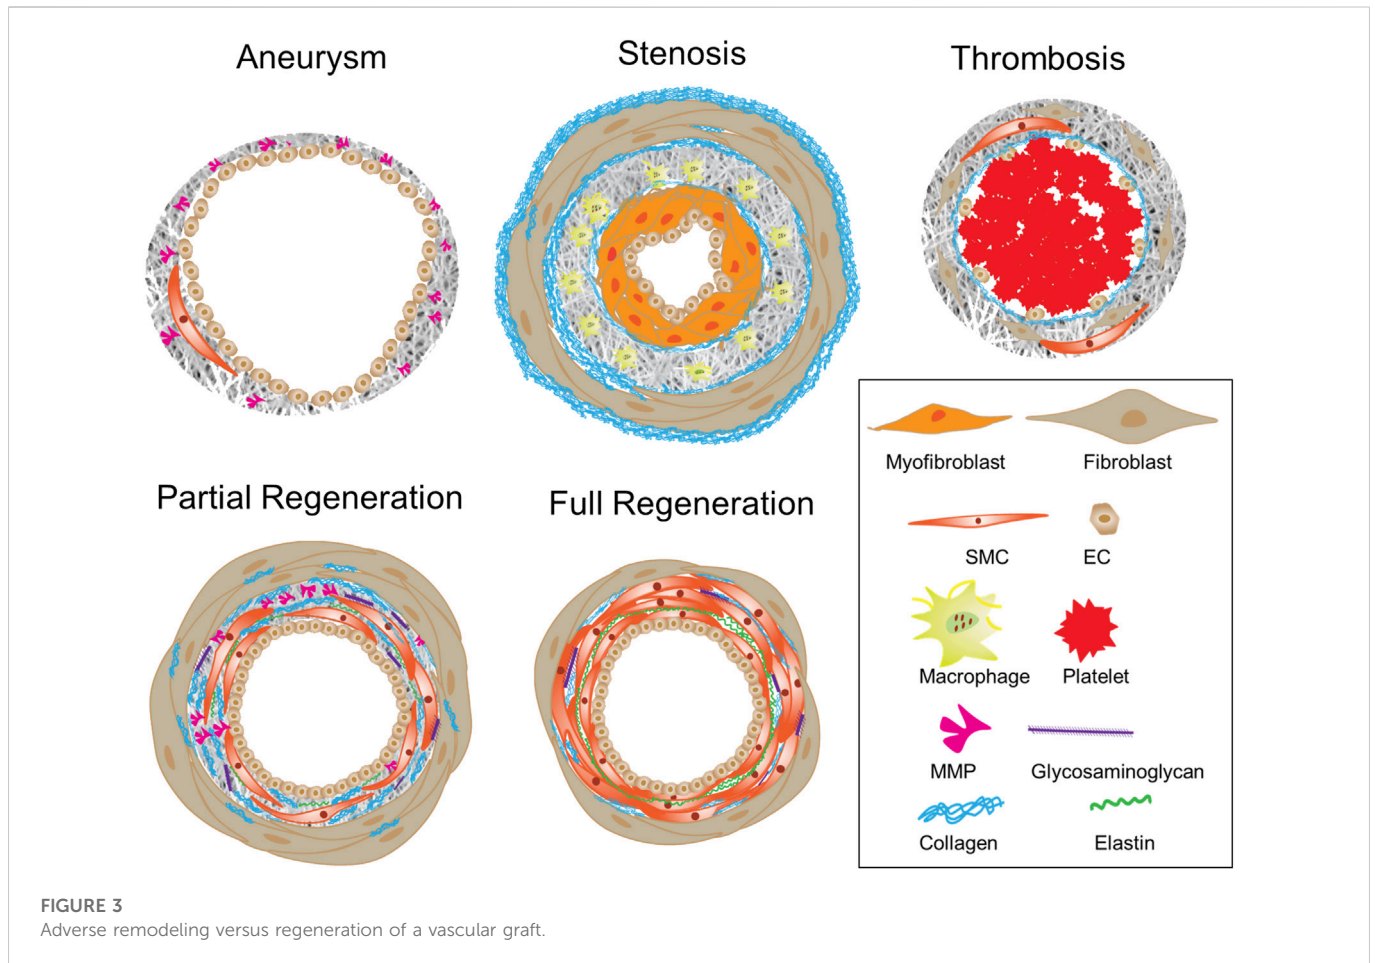 Aneurysm
Stenosis
Thrombosis
Partial Regeneration
Full Regeneration
Myofibroblast
Fibroblast
SMC
EC
Macrophage
Platelet
MMP
Glycosaminoglycan
Collagen
Elastin
FIGURE 3
Adverse remodeling versus regeneration of a vascular graft.